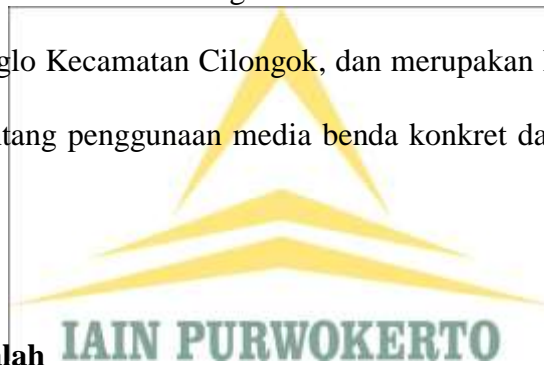 glo Kecamatan Cilongok, dan merupakan
tang penggunaan media benda konkret da
lah
IAIN PURWOKERTO